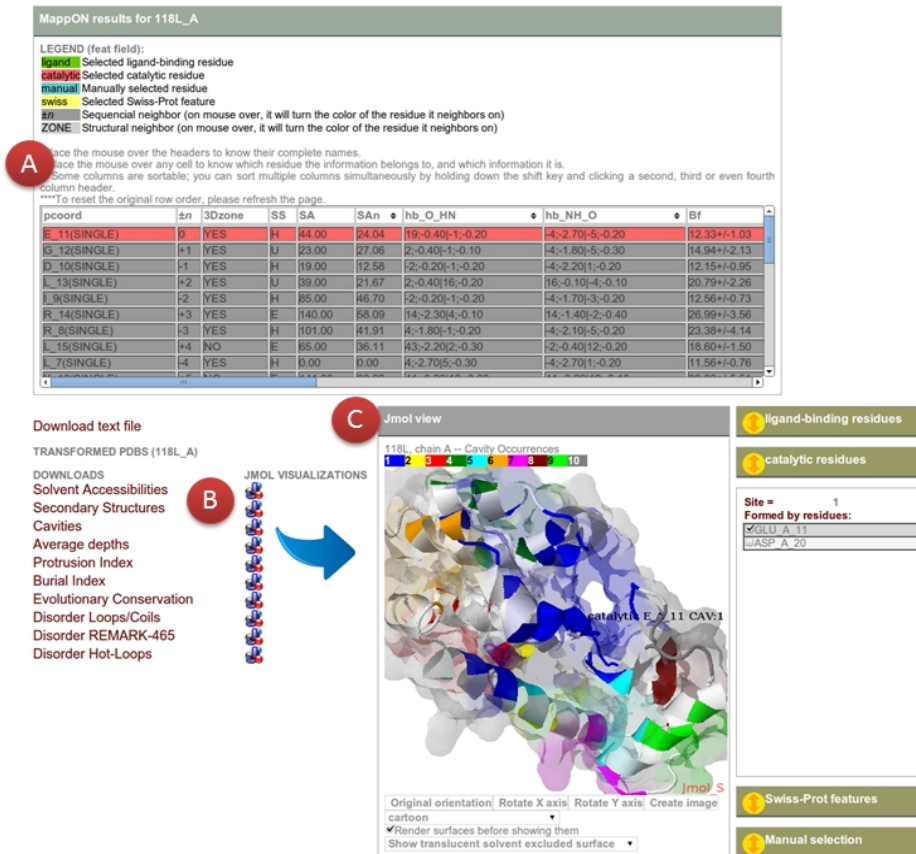 MappON results for 118L_A
LEGEND (feat field):
ligand Selected ligand-binding residue
catalytic Selected catalytic residue
manual Manually selected residue
swiss Selected Swiss-Prot feature
±n Sequencial neighbor (on mouse over, it will turn the color of the residue it neighbors on)
ZONE Structural neighbor (on mouse over, it will turn the color of the residue it neighbors on)
A
lace the mouse over the headers to know their complete names.
lace the mouse over any cell to know which residue the information belongs to, and which information it is.
Some columns are sortable; you can sort multiple columns simultaneously by holding down the shift key and clicking a second, third or even fourth
column header.
****To reset the original row order, please refresh the page.
pcoord ±n 3Dzone SS SA SAn hb_O_HN hb_NH_O Bf
E_11(SINGLE) 0 YES H 44.00 24.04 19;-0.40|-1;-0.20 -4;-2.70|-5;-0.20 12.33+/-1.03
G_12(SINGLE) +1 YES U 23.00 27.06 2;-0.40|-1;-0.10 -4;-1.80|-5;-0.30 14.94+/-2.13
D_10(SINGLE) -1 YES H 19.00 12.58 -2;-0.20|-1;-0.20 -4;-2.20|1;-0.20 12.15+/-0.95
L_13(SINGLE) +2 YES U 39.00 21.67 2;-0.40|16;-0.20 16;-0.10|-4;-0.10 20.79+/-2.26
I_9(SINGLE) -2 YES H 85.00 46.70 -2;-0.20|-1;-0.20 -4;-1.70|-3;-0.20 12.56+/-0.73
R_14(SINGLE) +3 YES E 140.00 58.09 14;-2.30|4;-0.10 14;-1.40|-2;-0.40 26.99+/-3.56
R_8(SINGLE) -3 YES H 101.00 41.91 4;-1.80|-1;-0.20 -4;-2.10|-5;-0.20 23.38+/-4.14
L_15(SINGLE) +4 NO E 65.00 36.11 43;-2.20|2;-0.30 -2;-0.40|12;-0.20 18.60+/-1.50
L_7(SINGLE) -4 YES H 0.00 0.00 4;-2.70|5;-0.30 -4;-2.70|1;-0.20 11.56+/-0.76
Download text file
TRANSFORMED PDBS (118L_A)
DOWNLOADS JMOL VISUALIZATIONS
B
Solvent Accessibilities
Secondary Structures
Cavities
Average depths
Protrusion Index
Burial Index
Evolutionary Conservation
Disorder Loops/Coils
Disorder REMARK-465
Disorder Hot-Loops
C
Jmol view
118L, chain A -- Cavity Occurrences
1 2 3 4 5 6 7 8 9 10
catalytic E_A_11 CAV:1
Jmol_S
Original orientation Rotate X axis Rotate Y axis Create image
cartoon
Render surfaces before showing them
Show translucent solvent excluded surface
ligand-binding residues
catalytic residues
Site = 1
Formed by residues:
GLU_A_11
ASP_A_20
Swiss-Prot features
Manual selection